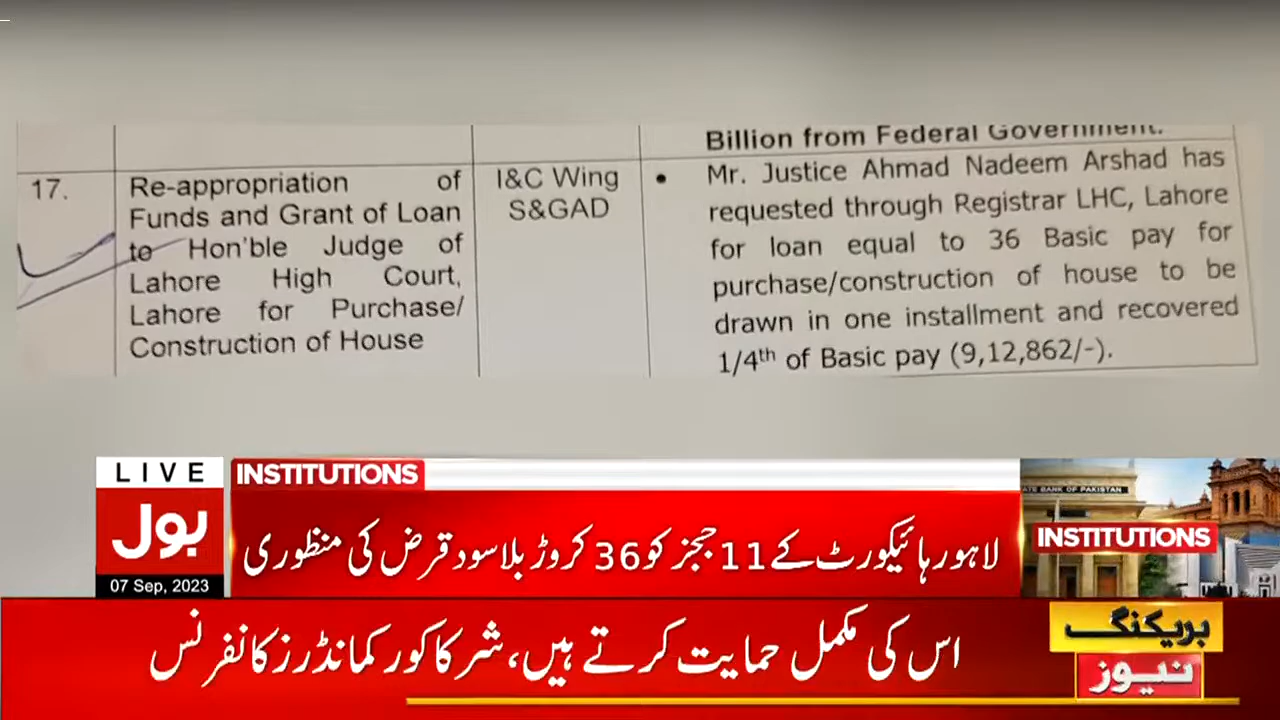 Billion from Federal Government.
17.
Re-appropriation of
Funds and Grant of Loan
to Hon'ble Judge of
Lahore High Court,
Lahore for Purchase/
Construction of House
I&C Wing
S&GAD
• Mr. Justice Ahmad Nadeem Arshad has
requested through Registrar LHC, Lahore
for loan equal to 36 Basic pay for
purchase/construction of house to be
drawn in one installment and recovered
1/4th of Basic pay (9,12,862/-).
LIVE
بول
07 Sep, 2023
INSTITUTIONS
لاہور ہائیکورٹ کے 11 ججز کو 36 کروڑ بلاسود قرض کی منظوری
ATE BANK OF PAKISTAN
INSTITUTIONS
اس کی مکمل حمایت کرتے ہیں، شرکا کور کمانڈرز کانفرنس
بریکنگ
نیوز